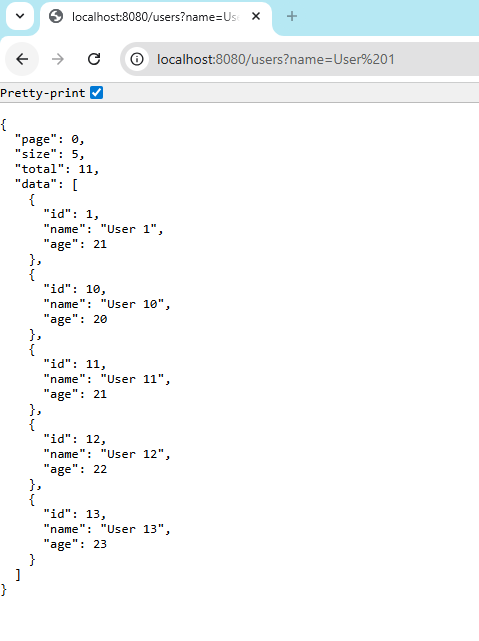 localhost:8080/users?name=Us
localhost:8080/users?name=User%201
Pretty-print
{
  "page": 0,
  "size": 5,
  "total": 11,
  "data": [
    {
      "id": 1,
      "name": "User 1",
      "age": 21
    },
    {
      "id": 10,
      "name": "User 10",
      "age": 20
    },
    {
      "id": 11,
      "name": "User 11",
      "age": 21
    },
    {
      "id": 12,
      "name": "User 12",
      "age": 22
    },
    {
      "id": 13,
      "name": "User 13",
      "age": 23
    }
  ]
}